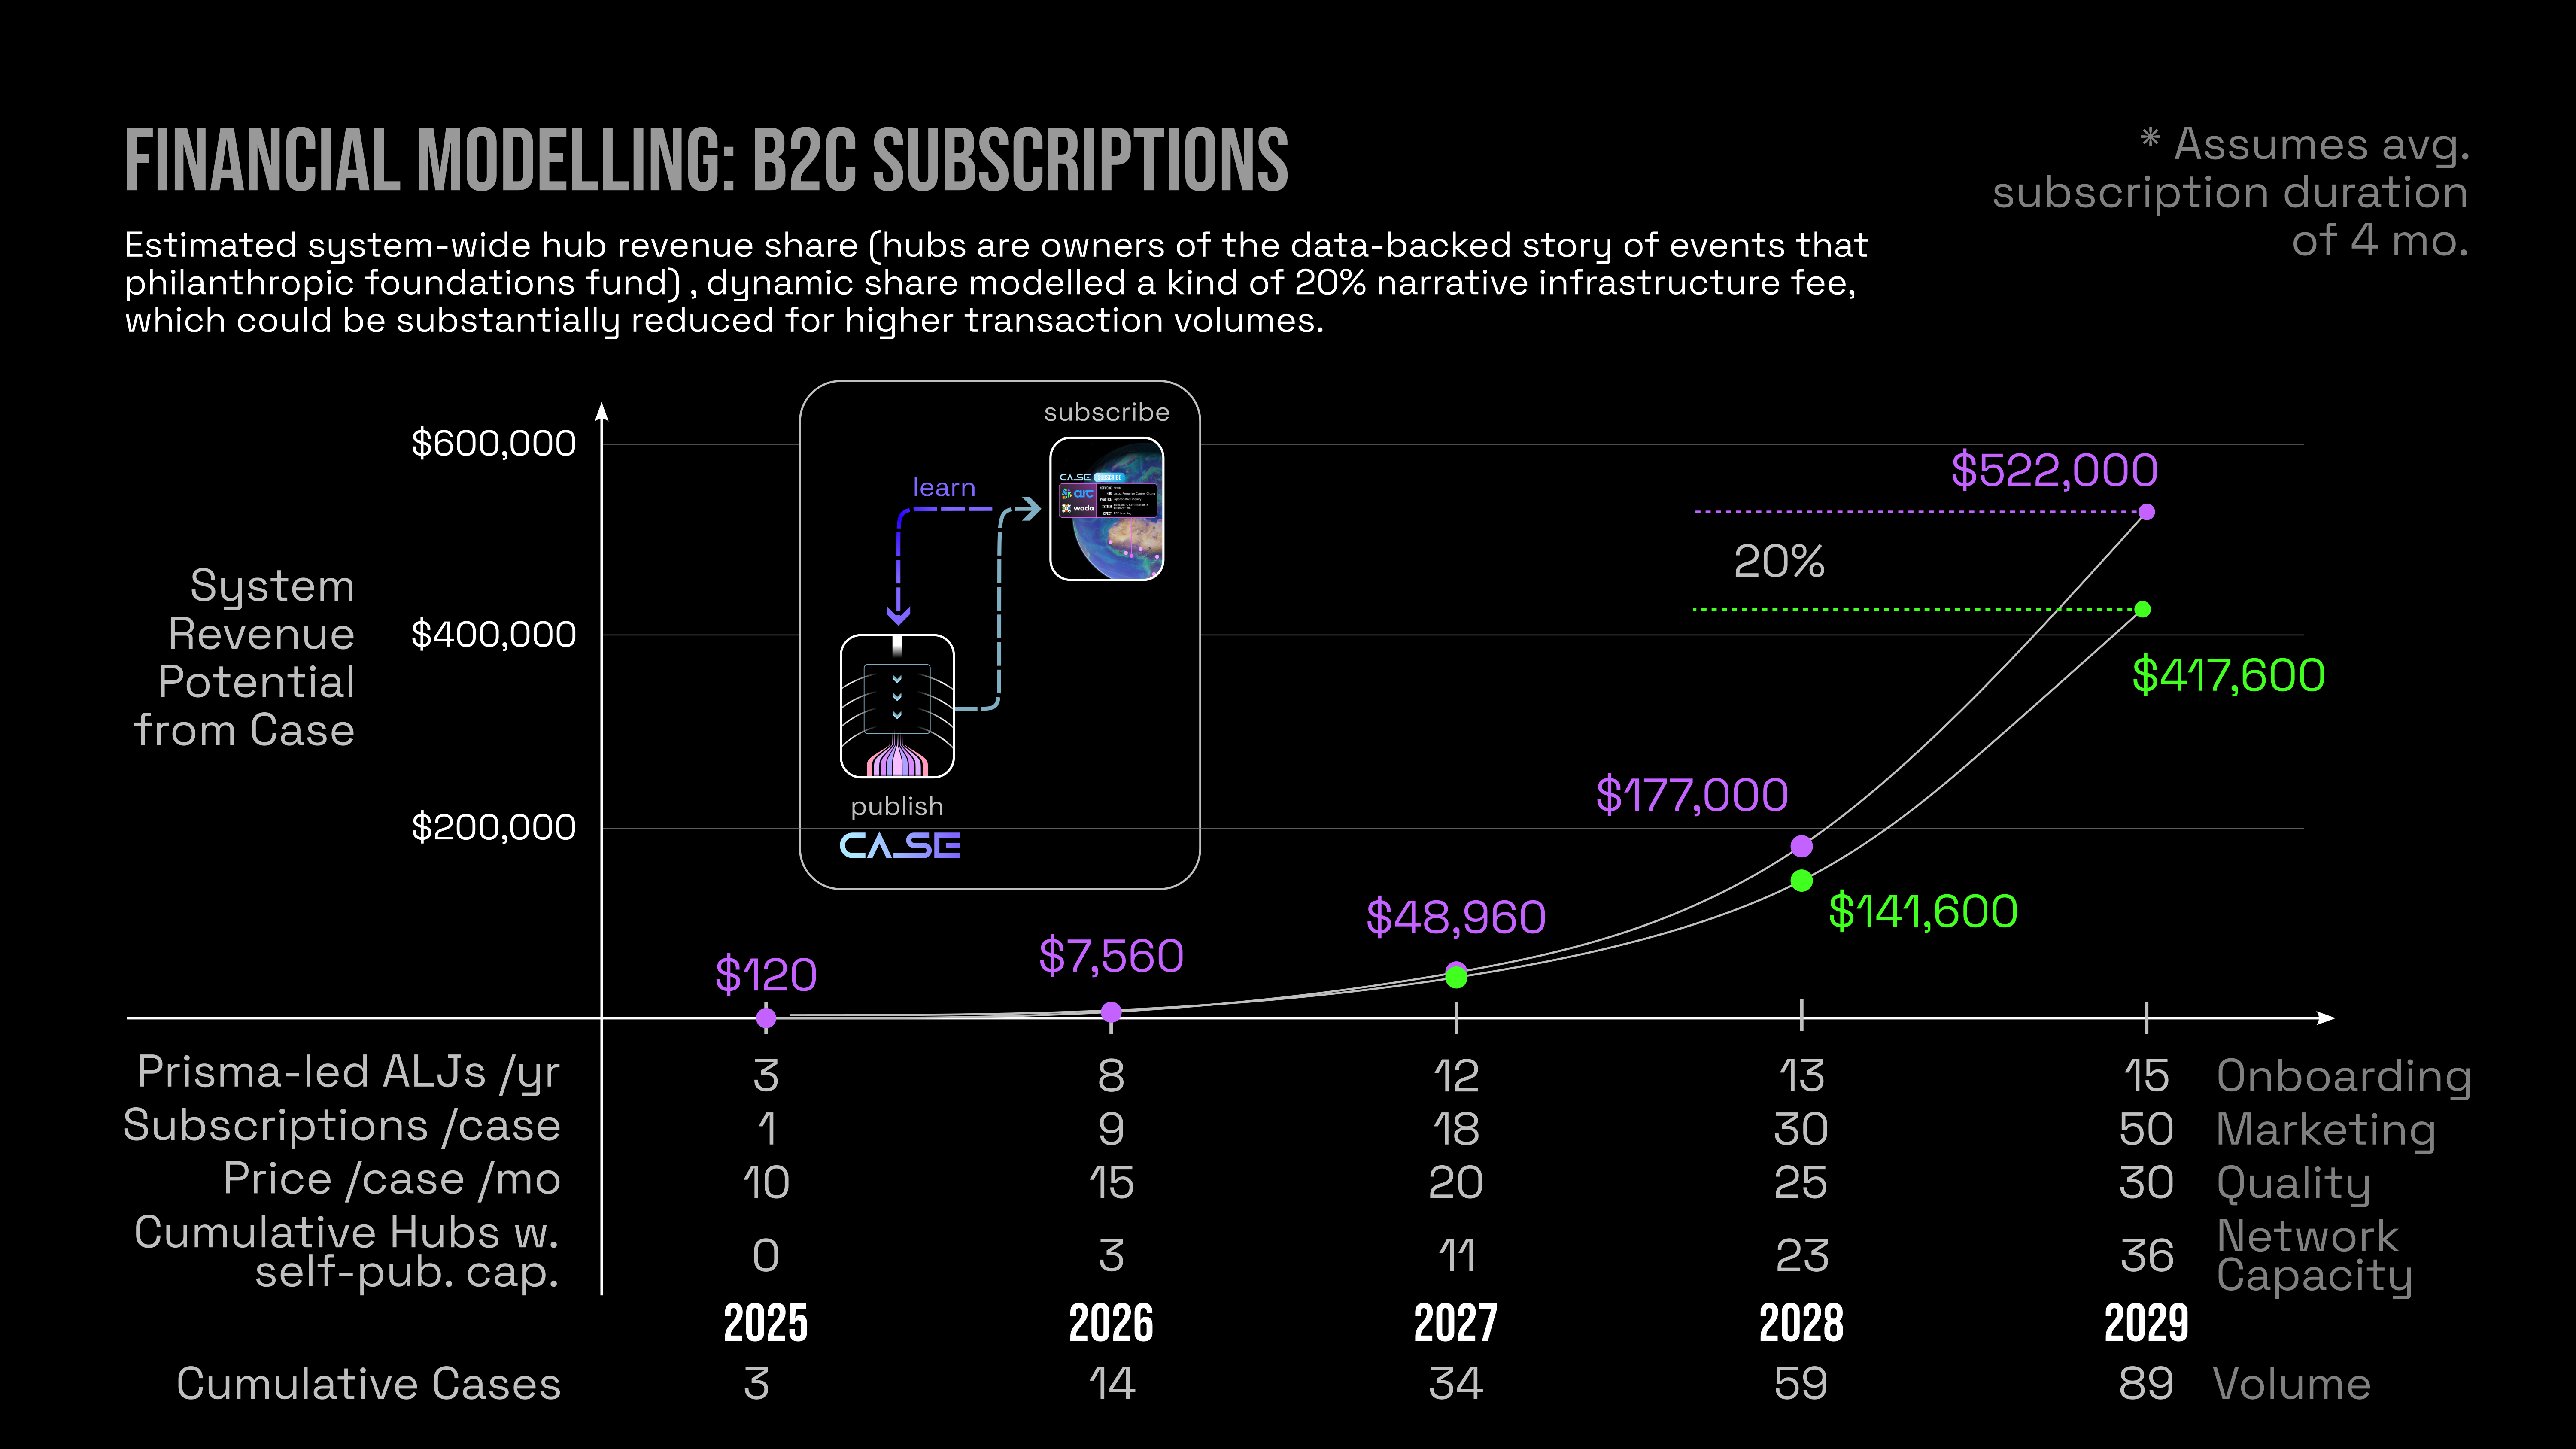 FINANCIAL MODELLING: B2C SUBSCRIPTIONS
* Assumes avg.
subscription duration
of 4 mo.
Estimated system-wide hub revenue share (hubs are owners of the data-backed story of events that
philanthropic foundations fund) , dynamic share modelled a kind of 20% narrative infrastructure fee,
which could be substantially reduced for higher transaction volumes.
System
Revenue
Potential
from Case
$600,000
$400,000
$200,000
subscribe
learn
CASE SUBSCRIBE
arc
wada
publish
CASE
$522,000
20%
$417,600
$177,000
$141,600
$48,960
$7,560
$120
Prisma-led ALJs /yr 3 8 12 13 15 Onboarding
Subscriptions /case 1 9 18 30 50 Marketing
Price /case /mo 10 15 20 25 30 Quality
Cumulative Hubs w.
self-pub. cap. 0 3 11 23 36 Network
Capacity
2025 2026 2027 2028 2029
Cumulative Cases 3 14 34 59 89 Volume